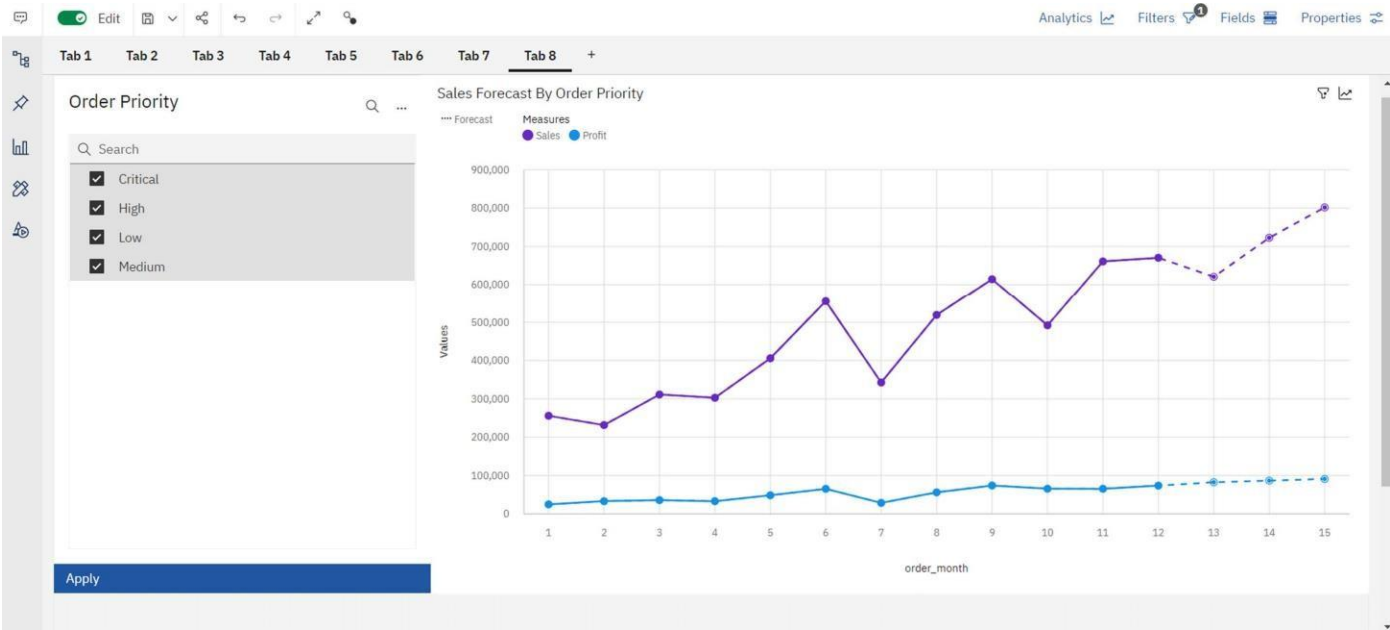 Edit
Analytics Filters 1 Fields Properties
Tab 1 Tab 2 Tab 3 Tab 4 Tab 5 Tab 6 Tab 7 Tab 8 +
Order Priority
...
Search
Critical
High
Low
Medium
Apply
Sales Forecast By Order Priority
Forecast
Measures
Sales Profit
900,000
800,000
700,000
600,000
500,000
400,000
300,000
200,000
100,000
0
Values
1 2 3 4 5 6 7 8 9 10 11 12 13 14 15
order_month